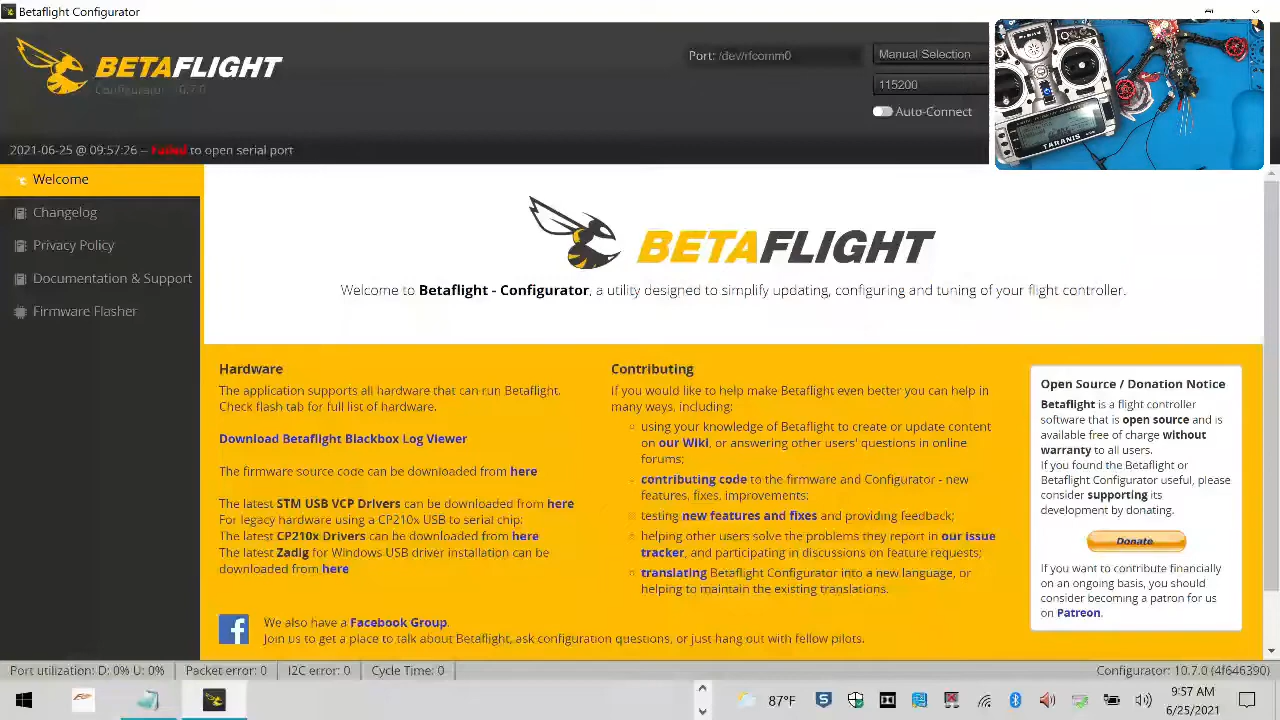 Betaflight Configurator
BETAFLIGHT
Configurator 10.7.0
Port: /dev/rfcomm0
Manual Selection
115200
Auto-Connect
TARANIS
2021-06-25 @ 09:57:26 -- Failed to open serial port
Welcome
Changelog
Privacy Policy
Documentation & Support
Firmware Flasher
BETAFLIGHT
Welcome to Betaflight - Configurator, a utility designed to simplify updating, configuring and tuning of your flight controller.
Hardware
The application supports all hardware that can run Betaflight.
Check flash tab for full list of hardware.
Download Betaflight Blackbox Log Viewer
The firmware source code can be downloaded from here
The latest STM USB VCP Drivers can be downloaded from here
For legacy hardware using a CP210x USB to serial chip:
The latest CP210x Drivers can be downloaded from here
The latest Zadig for Windows USB driver installation can be
downloaded from here
Contributing
If you would like to help make Betaflight even better you can help in
many ways, including:
using your knowledge of Betaflight to create or update content
on our Wiki, or answering other users' questions in online
forums;
contributing code to the firmware and Configurator - new
features, fixes, improvements;
testing new features and fixes and providing feedback;
helping other users solve the problems they report in our issue
tracker, and participating in discussions on feature requests;
translating Betaflight Configurator into a new language, or
helping to maintain the existing translations.
Open Source / Donation Notice
Betaflight is a flight controller
software that is open source and is
available free of charge without
warranty to all users.
If you found the Betaflight or
Betaflight Configurator useful, please
consider supporting its
development by donating.
Donate
If you want to contribute financially
on an ongoing basis, you should
consider becoming a patron for us
on Patreon.
We also have a Facebook Group.
Join us to get a place to talk about Betaflight, ask configuration questions, or just hang out with fellow pilots.
Port utilization: D: 0% U: 0%
Packet error: 0
I2C error: 0
Cycle Time: 0
Configurator: 10.7.0 (4f646390)
87°F
9:57 AM
6/25/2021